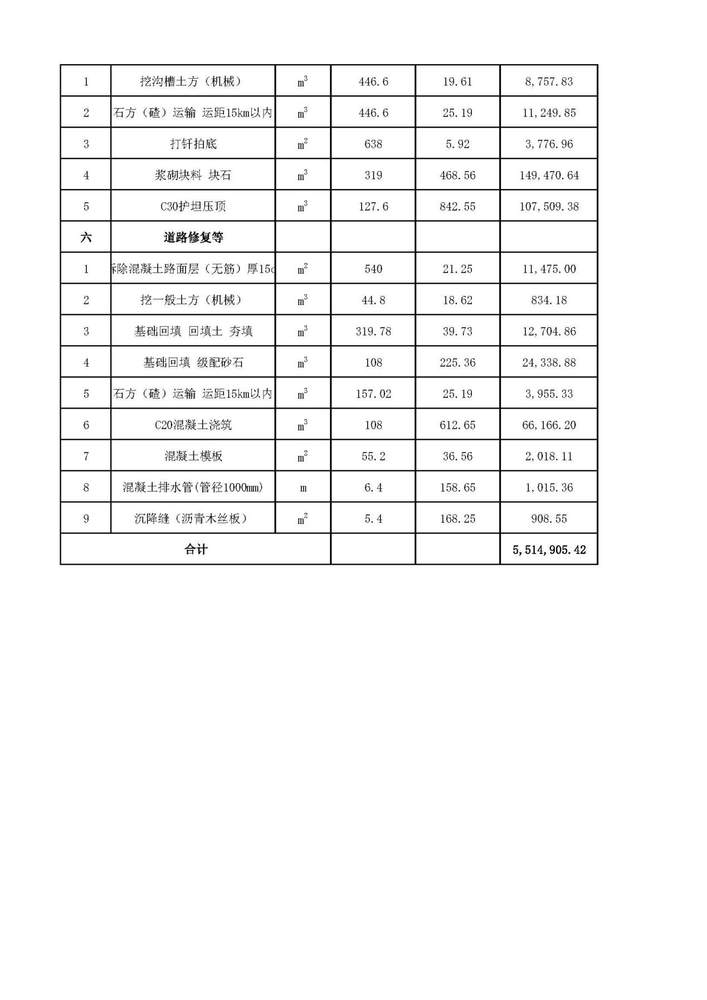 1 挖沟槽土方（机械） m³ 446.6 19.61 8,757.83
2 石方（碴）运输 运距15km以内 m³ 446.6 25.19 11,249.85
3 打钎拍底 m² 638 5.92 3,776.96
4 浆砌块料 块石 m³ 319 468.56 149,470.64
5 C30护坦压顶 m³ 127.6 842.55 107,509.38
六 道路修复等
1 除混凝土路面层（无筋）厚15 m² 540 21.25 11,475.00
2 挖一般土方（机械） m³ 44.8 18.62 834.18
3 基础回填 回填土 夯填 m³ 319.78 39.73 12,704.86
4 基础回填 级配砂石 m³ 108 225.36 24,338.88
5 石方（碴）运输 运距15km以内 m³ 157.02 25.19 3,955.33
6 C20混凝土浇筑 m³ 108 612.65 66,166.20
7 混凝土模板 m² 55.2 36.56 2,018.11
8 混凝土排水管(管径1000mm) m 6.4 158.65 1,015.36
9 沉降缝（沥青木丝板） m² 5.4 168.25 908.55
合计 5,514,905.42